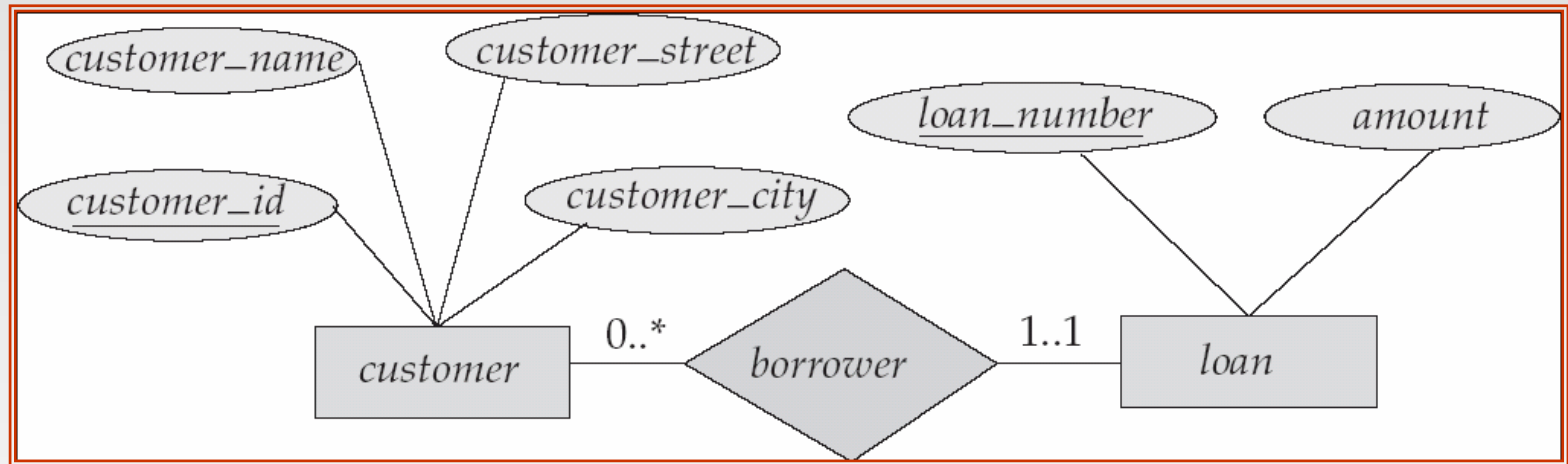 customer_name
customer_street
loan_number
amount
customer_id
customer_city
0..*
1..1
customer
borrower
loan